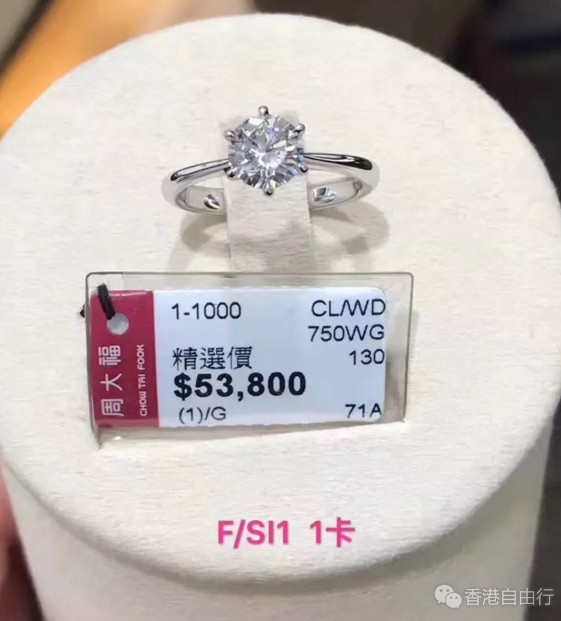 周大福
CHOW TAI FOOK
1-1000 CL/WD
750WG
精選價 130
$53,800
(1)/G 71A
F/SI1 1卡
香港自由行